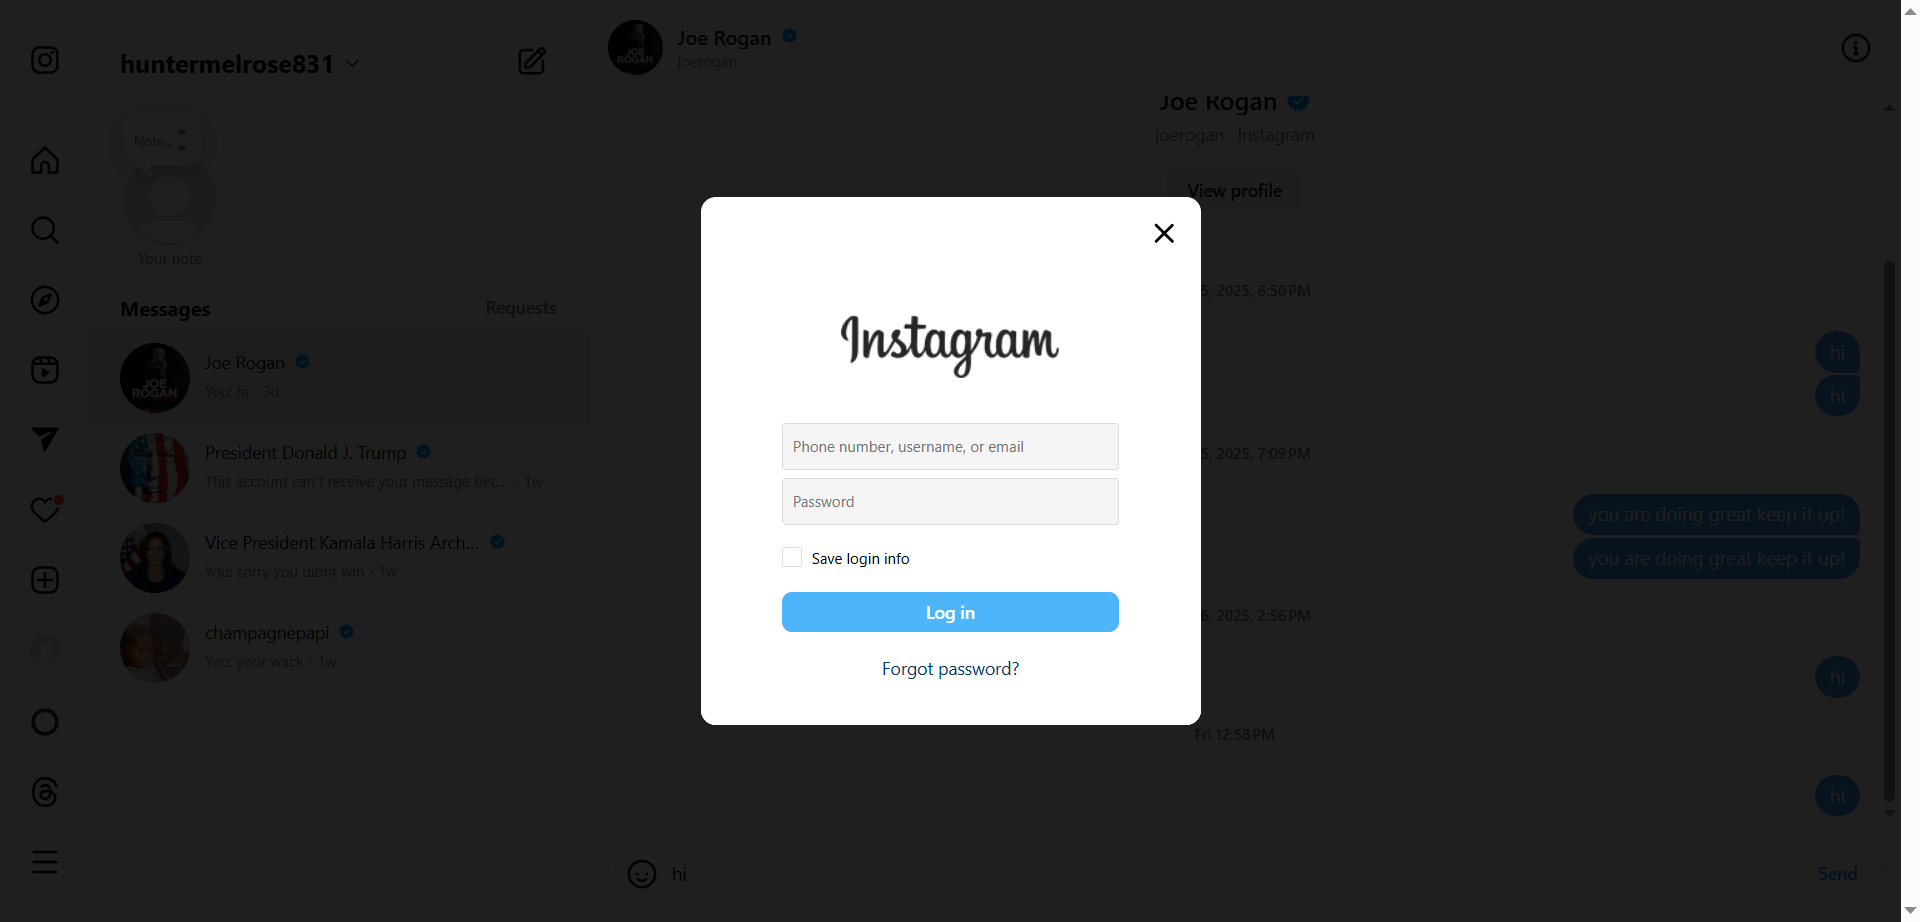 huntermelrose831
Note...
Your note
Messages
Requests
JOE
ROGAN
Joe Rogan
You: hi · 3d
President Donald J. Trump
This account can't receive your message bec... · 1w
Vice President Kamala Harris Arch...
You: sorry you didnt win · 1w
champagnepapi
You: your wack · 1w
JOE
ROGAN
Joe Rogan
joerogan
Joe Rogan
joerogan · Instagram
View profile
5, 2025, 6:50 PM
hi
hi
5, 2025, 7:09 PM
you are doing great keep it up!
you are doing great keep it up!
6, 2025, 2:56 PM
hi
Fri 12:58 PM
hi
hi
Send
Instagram
Phone number, username, or email
Password
Save login info
Log in
Forgot password?